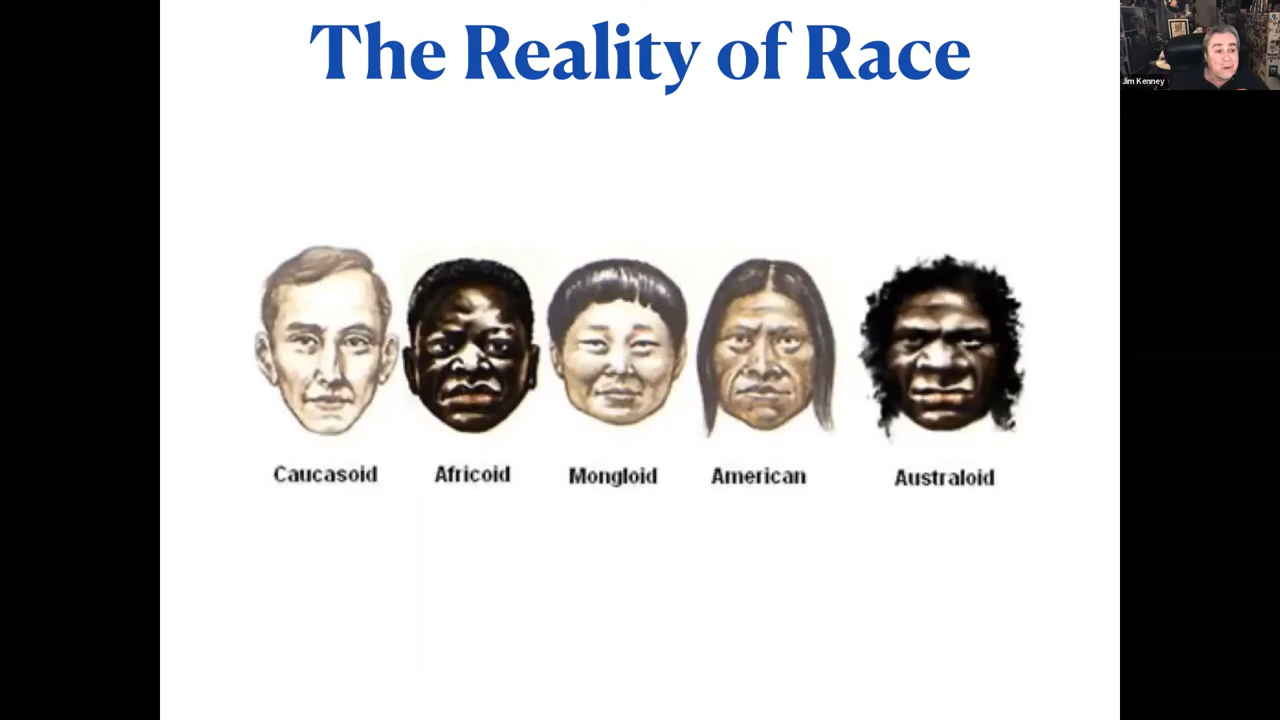 The Reality of Race
Jim Kenney
Caucasoid Africoid Mongloid American Australoid